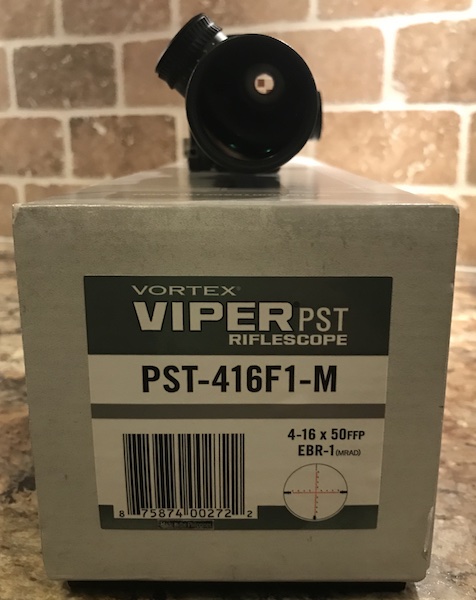 VORTEX®
VIPER® PST
RIFLESCOPE
PST-416F1-M
4-16 x 50FFP
EBR-1(MRAD)
8 75874 00272 2